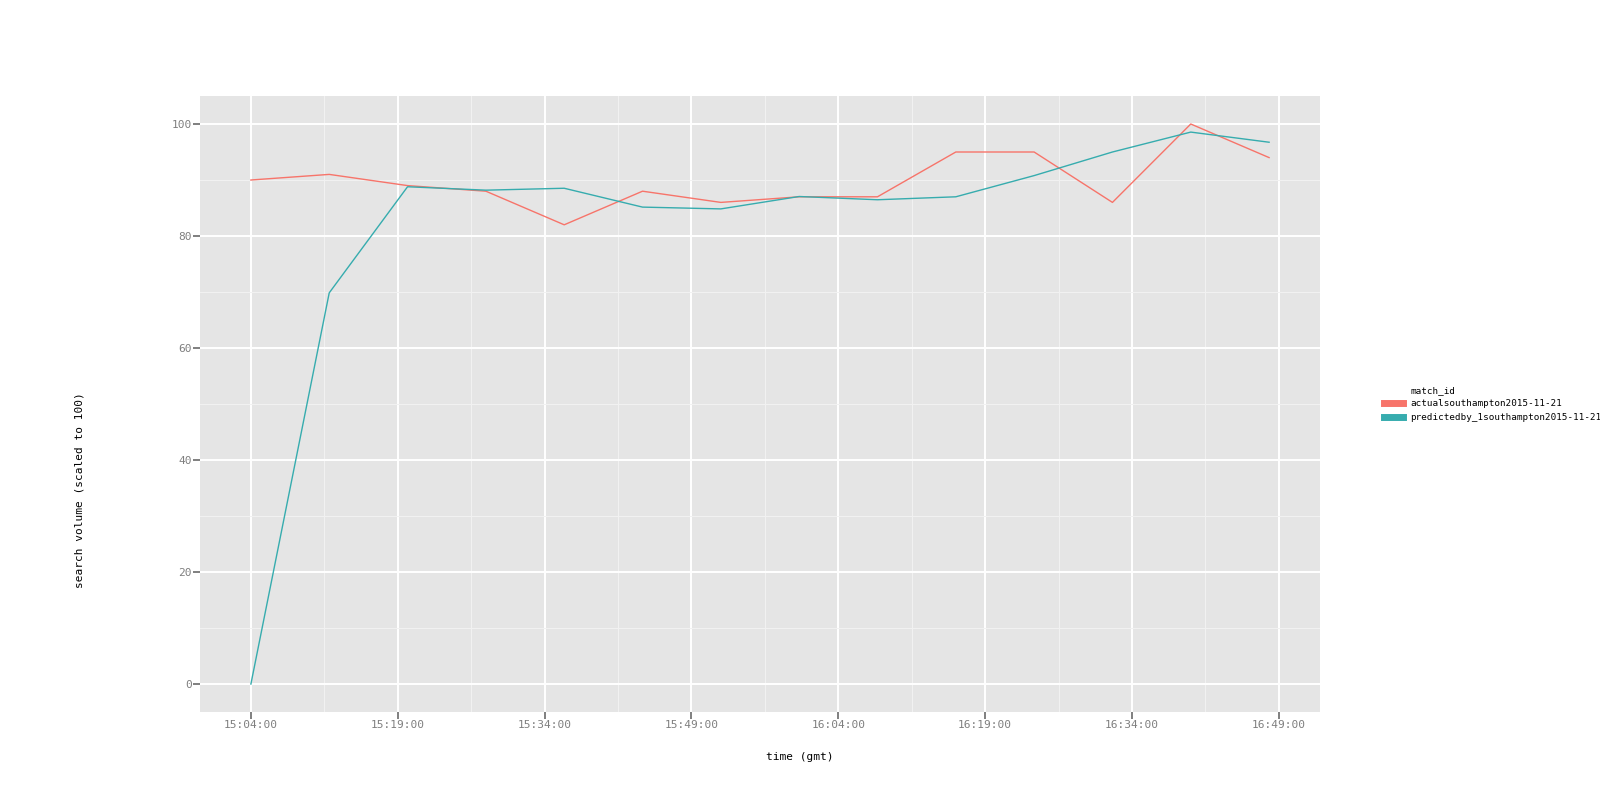 100
80
60
40
20
0
search volume (scaled to 100)
15:04:00 15:19:00 15:34:00 15:49:00 16:04:00 16:19:00 16:34:00 16:49:00
time (gmt)
match_id
actualsouthampton2015-11-21
predictedby_1southampton2015-11-21